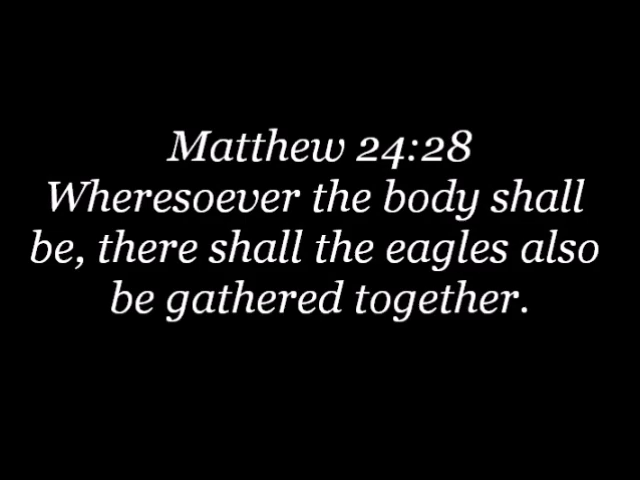 Matthew 24:28
Wheresoever the body shall
be, there shall the eagles also
be gathered together.